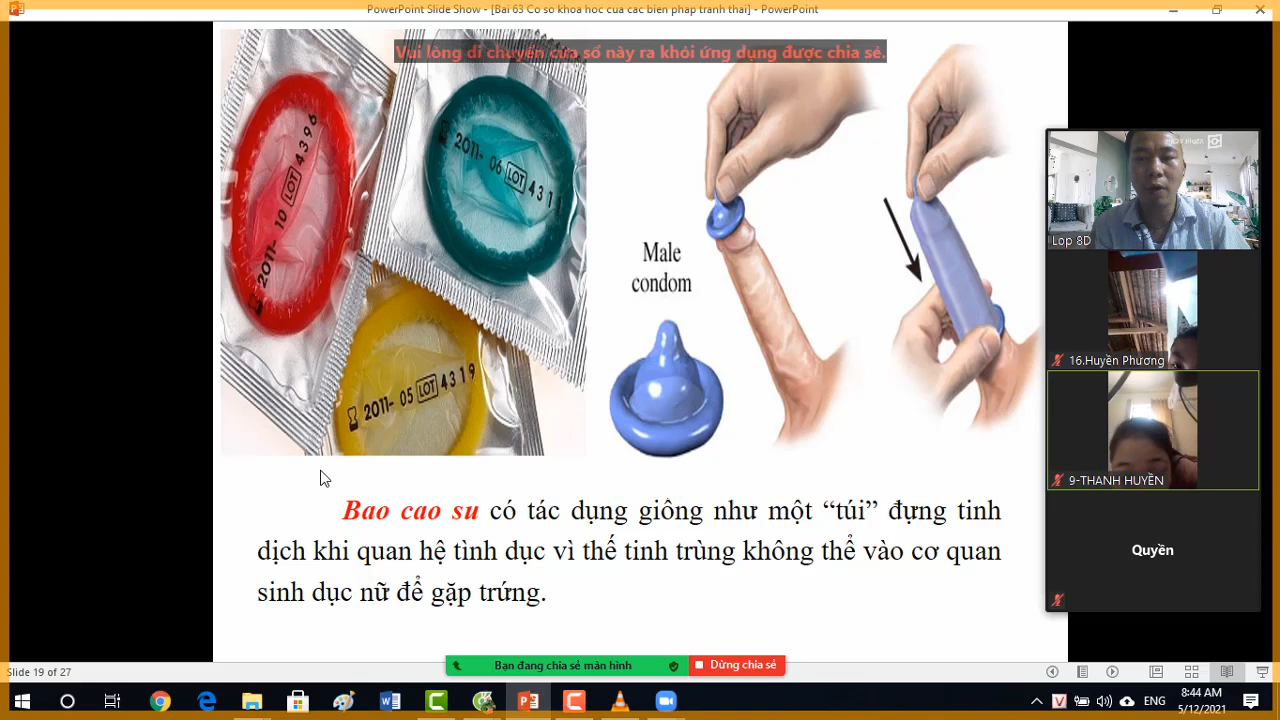 PowerPoint Slide Show - [Bai 63 Co so khoa hoc cua cac bien phap tranh thai] - PowerPoint
Vui lòng di chuyển cửa sổ này ra khỏi ứng dụng được chia sẻ.
2011- 10 LOT 4396
2011- 06 LOT 431
2011- 05 LOT 4319
Male
condom
Lop 8D
16.Huyền Phương
9-THANH HUYỀN
Quyền
Bao cao su có tác dụng giông như một “túi” đựng tinh
dịch khi quan hệ tình dục vì thế tinh trùng không thể vào cơ quan
sinh dục nữ để gặp trứng.
Bạn đang chia sẻ màn hình
Dừng chia sẻ
Slide 19 of 27
ENG
8:44 AM
5/12/2021